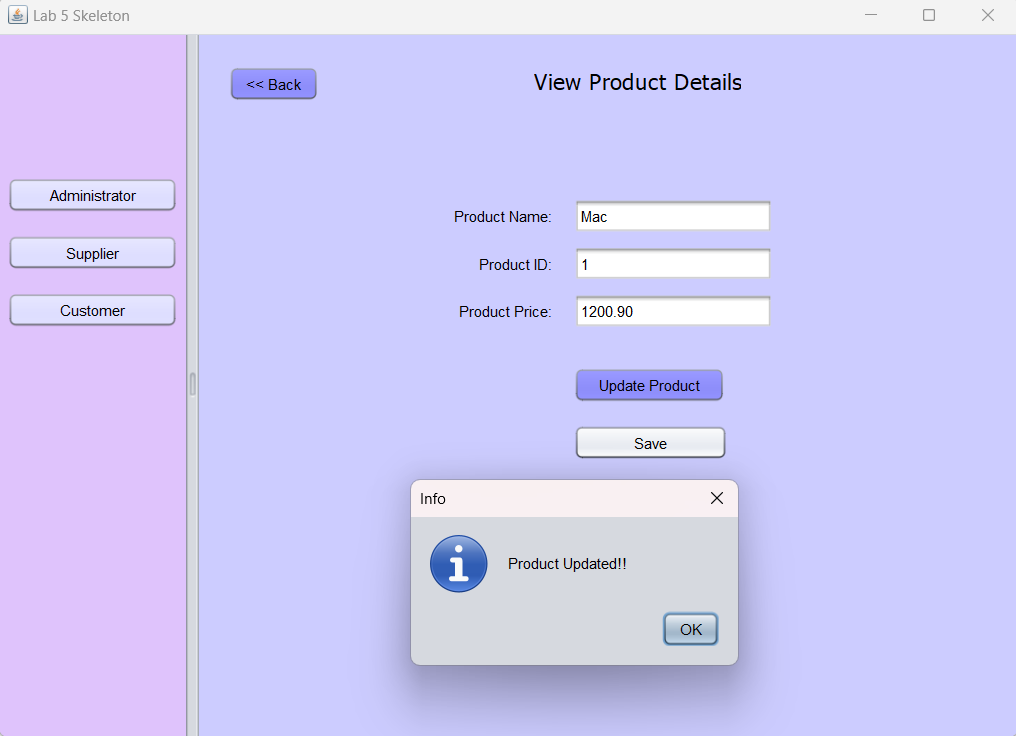 Lab 5 Skeleton
<< Back
View Product Details
Administrator
Supplier
Customer
Product Name: Mac
Product ID: 1
Product Price: 1200.90
Update Product
Save
Info
Product Updated!!
OK